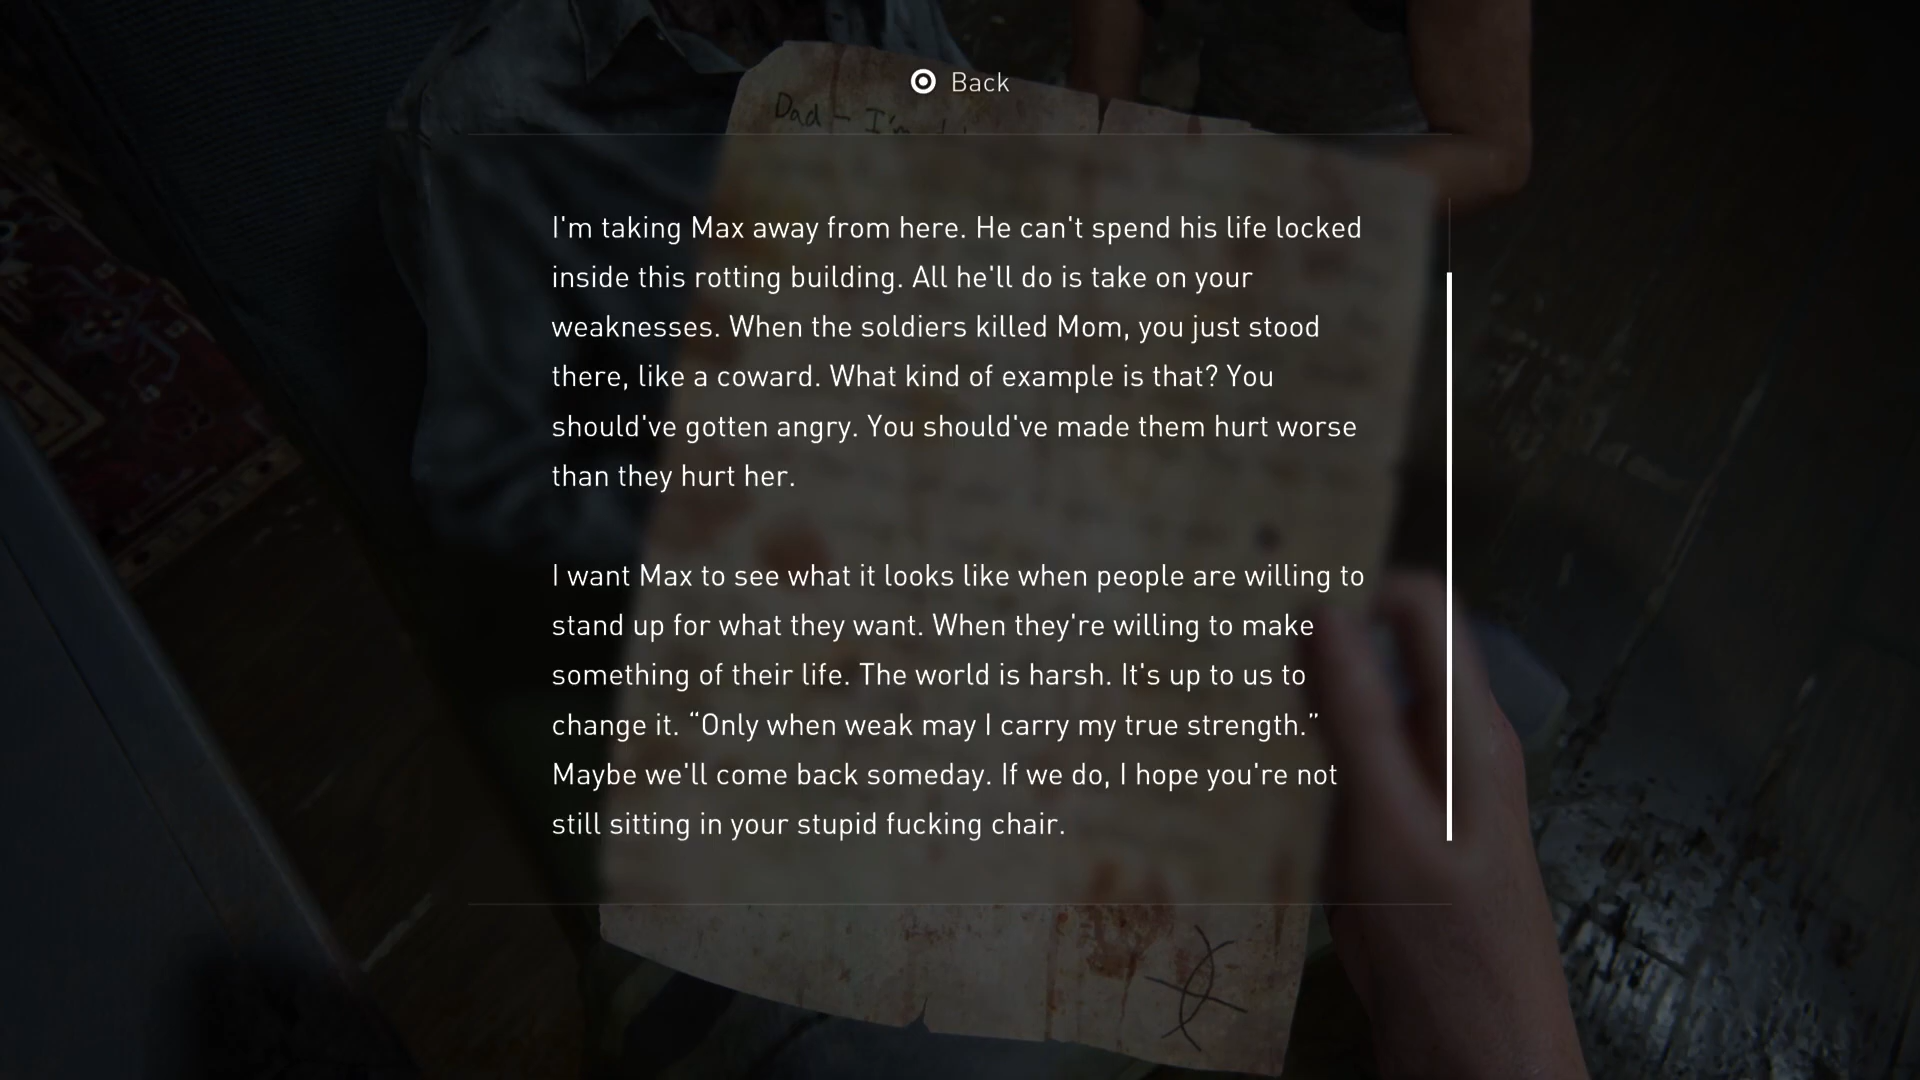 Back
Dad - I'm
I'm taking Max away from here. He can't spend his life locked
inside this rotting building. All he'll do is take on your
weaknesses. When the soldiers killed Mom, you just stood
there, like a coward. What kind of example is that? You
should've gotten angry. You should've made them hurt worse
than they hurt her.
I want Max to see what it looks like when people are willing to
stand up for what they want. When they're willing to make
something of their life. The world is harsh. It's up to us to
change it. “Only when weak may I carry my true strength.”
Maybe we'll come back someday. If we do, I hope you're not
still sitting in your stupid fucking chair.